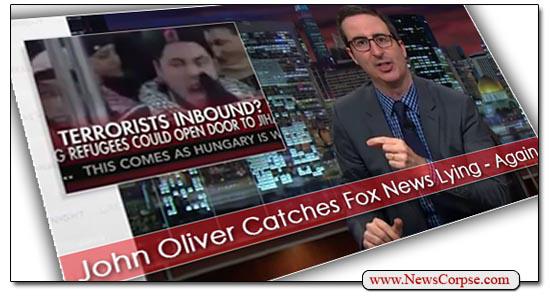 TERRORISTS INBOUND?
G REFUGEES COULD OPEN DOOR TO JIH
THIS COMES AS HUNGARY IS W
John Oliver Catches Fox News Lying - Again
www.NewsCorpse.com